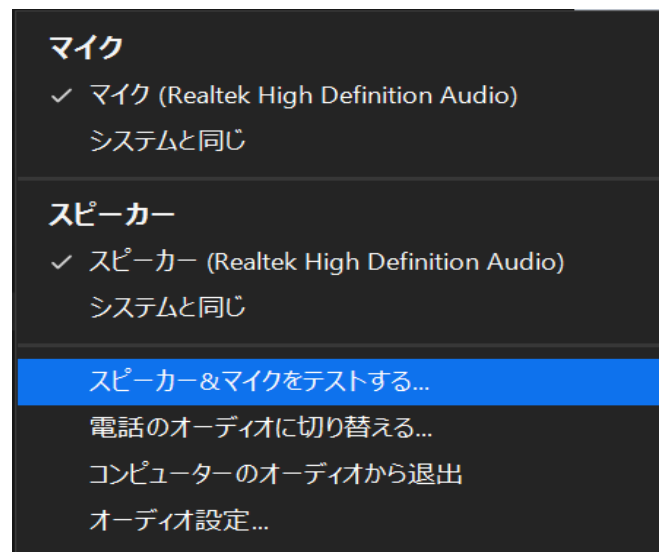 マイク
✓ マイク (Realtek High Definition Audio)
システムと同じ
スピーカー
✓ スピーカー (Realtek High Definition Audio)
システムと同じ
スピーカー&マイクをテストする...
電話のオーディオに切り替える...
コンピューターのオーディオから退出
オーディオ設定...